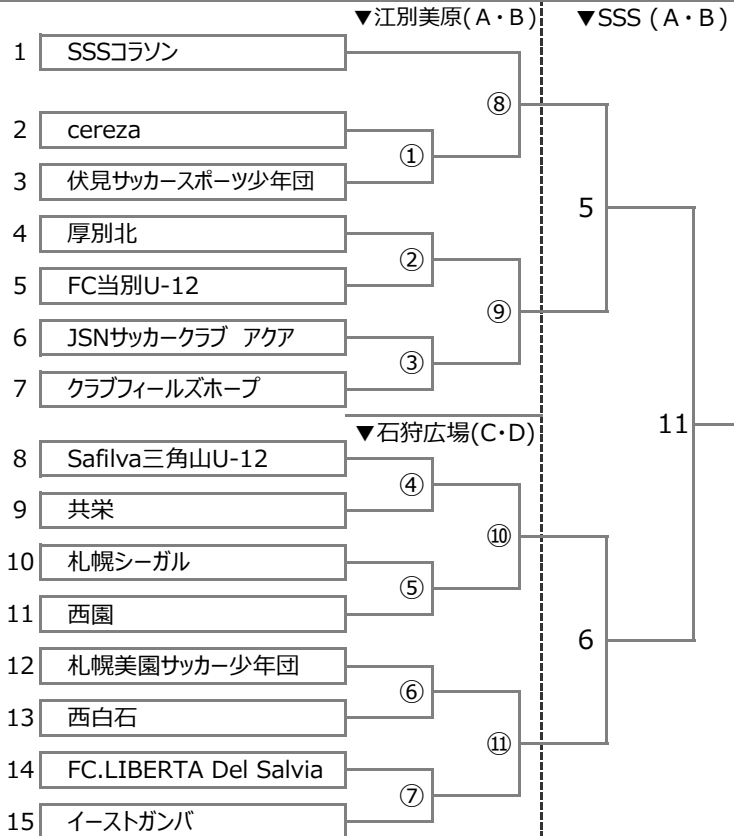 ▼江別美原(A・B) ▼SSS (A・B)
1 SSSコラソン
⑧
2 cereza
①
3 伏見サッカースポーツ少年団
5
4 厚別北
②
5 FC当別U-12
⑨
6 JSNサッカークラブ アクア
③
7 クラブフィールズホープ
11
▼石狩広場(C・D)
8 Safilva三角山U-12
④
9 共栄
⑩
10 札幌シーガル
⑤
11 西園
6
12 札幌美園サッカー少年団
⑥
13 西白石
⑪
14 FC.LIBERTA Del Salvia
⑦
15 イーストガンバ